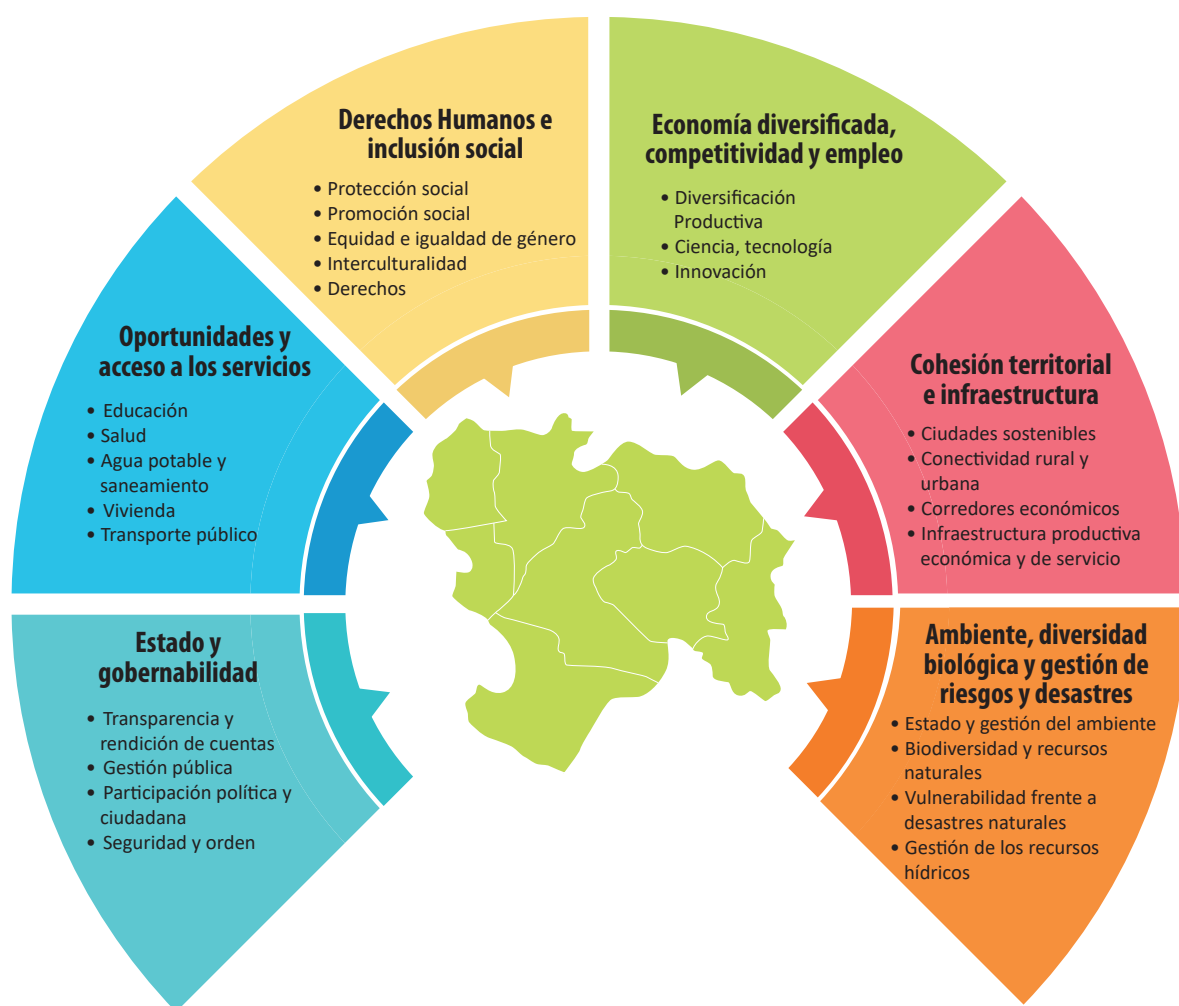 Derechos Humanos e
inclusión social
• Protección social
• Promoción social
• Equidad e igualdad de género
• Interculturalidad
• Derechos
Economía diversificada,
competitividad y empleo
• Diversificación
Productiva
• Ciencia, tecnología
• Innovación
Oportunidades y
acceso a los servicios
• Educación
• Salud
• Agua potable y
saneamiento
• Vivienda
• Transporte público
Cohesión territorial
e infraestructura
• Ciudades sostenibles
• Conectividad rural y
urbana
• Corredores económicos
• Infraestructura productiva
económica y de servicio
Estado y
gobernabilidad
• Transparencia y
rendición de cuentas
• Gestión pública
• Participación política y
ciudadana
• Seguridad y orden
Ambiente, diversidad
biológica y gestión de
riesgos y desastres
• Estado y gestión del ambiente
• Biodiversidad y recursos
naturales
• Vulnerabilidad frente a
desastres naturales
• Gestión de los recursos
hídricos